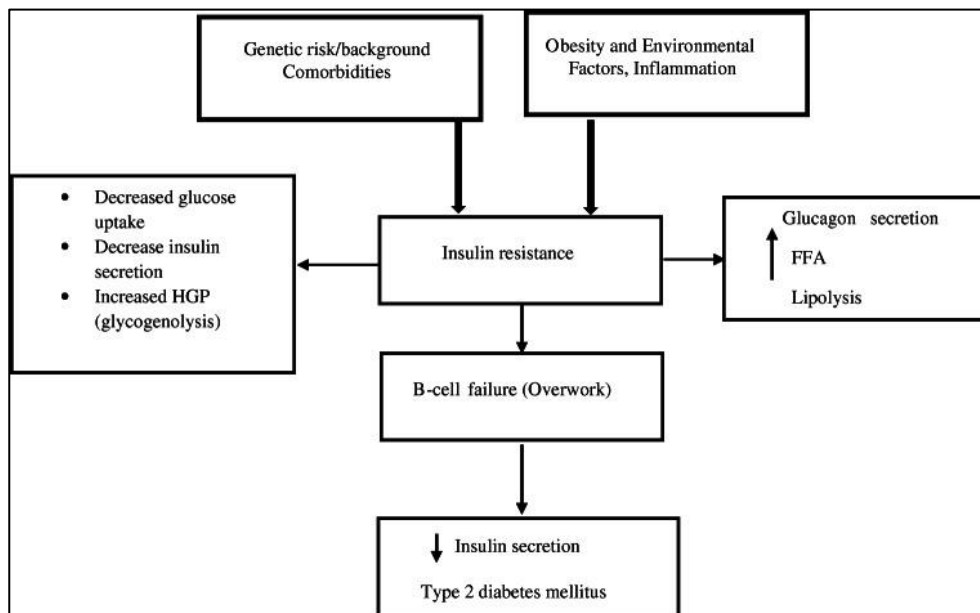 Genetic risk/background
Comorbidities
Obesity and Environmental
Factors, Inflammation
• Decreased glucose
uptake
• Decrease insulin
secretion
• Increased HGP
(glycogenolysis)
Insulin resistance
Glucagon secretion
FFA
Lipolysis
B-cell failure (Overwork)
Insulin secretion
Type 2 diabetes mellitus